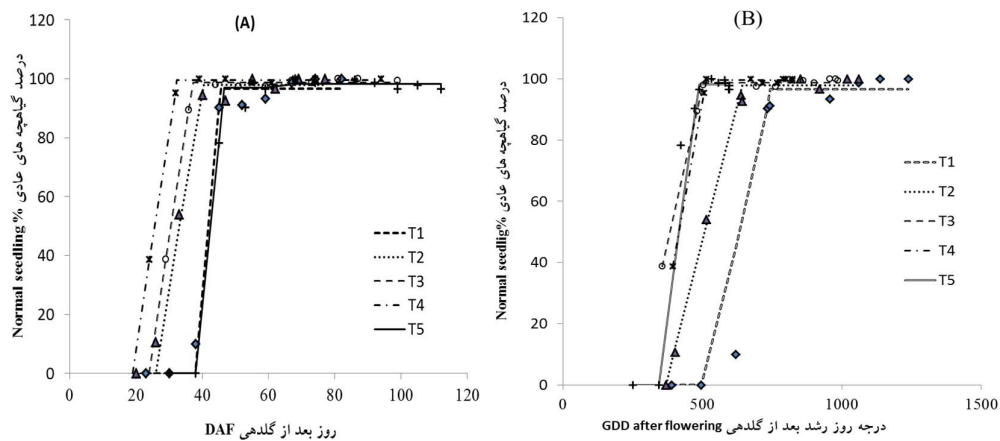 (A)
درصد گیاهچه های عادی Normal seedling %
120
100
80
60
40
20
0
0 20 40 60 80 100 120
روز بعد از گلدهی DAF
T1
T2
T3
T4
T5
(B)
درصد گیاهچه های عادی Normal seedlig%
120
100
80
60
40
20
0
0 500 1000 1500
درجه روز رشد بعد از گلدهی GDD after flowering
T1
T2
T3
T4
T5